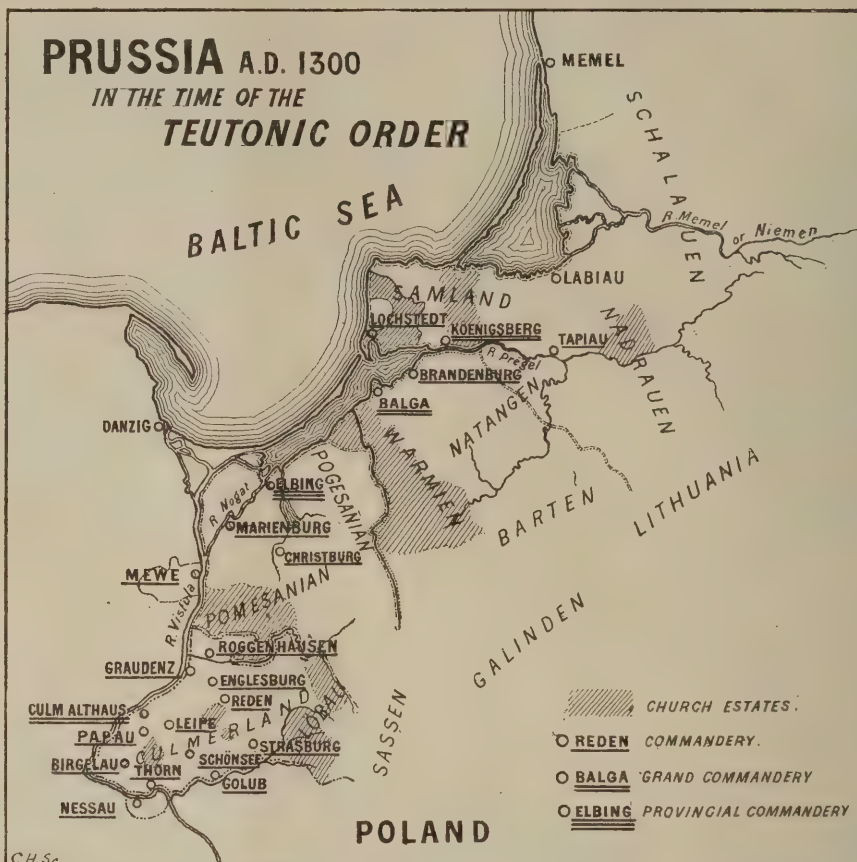 PRUSSIA A.D. 1300
IN THE TIME OF THE
TEUTONIC ORDER
MEMEL
SCHALAUEN
BALTIC SEA
R. Memel or Niemen
LABIAU
SAMLAND
LOCHSTEDT
KOENIGSBERG
TAPIAU
NADRAUEN
R. Pregel
BRANDENBURG
BALGA
NATANGEN
DANZIG
WARMIEN
POGESANIAN
ELBING
R. Nogat
LITHUANIA
BARTEN
MARIENBURG
CHRISTBURG
MEWE
R. Vistula
POMESANIAN
GALINDEN
ROGGENHAUSEN
GRAUDENZ
ENGLESBURG
REDEN
CULM ALTHAUS
LEIPE
PAPAU
CULMERLAND
LÖBAU
SASSEN
STRASBURG
BIRGELAU
SCHÖNSEE
THORN
GOLUB
NESSAU
CHURCH ESTATES.
REDEN COMMANDERY.
BALGA GRAND COMMANDERY
ELBING PROVINCIAL COMMANDERY
POLAND
C.H.Sc.